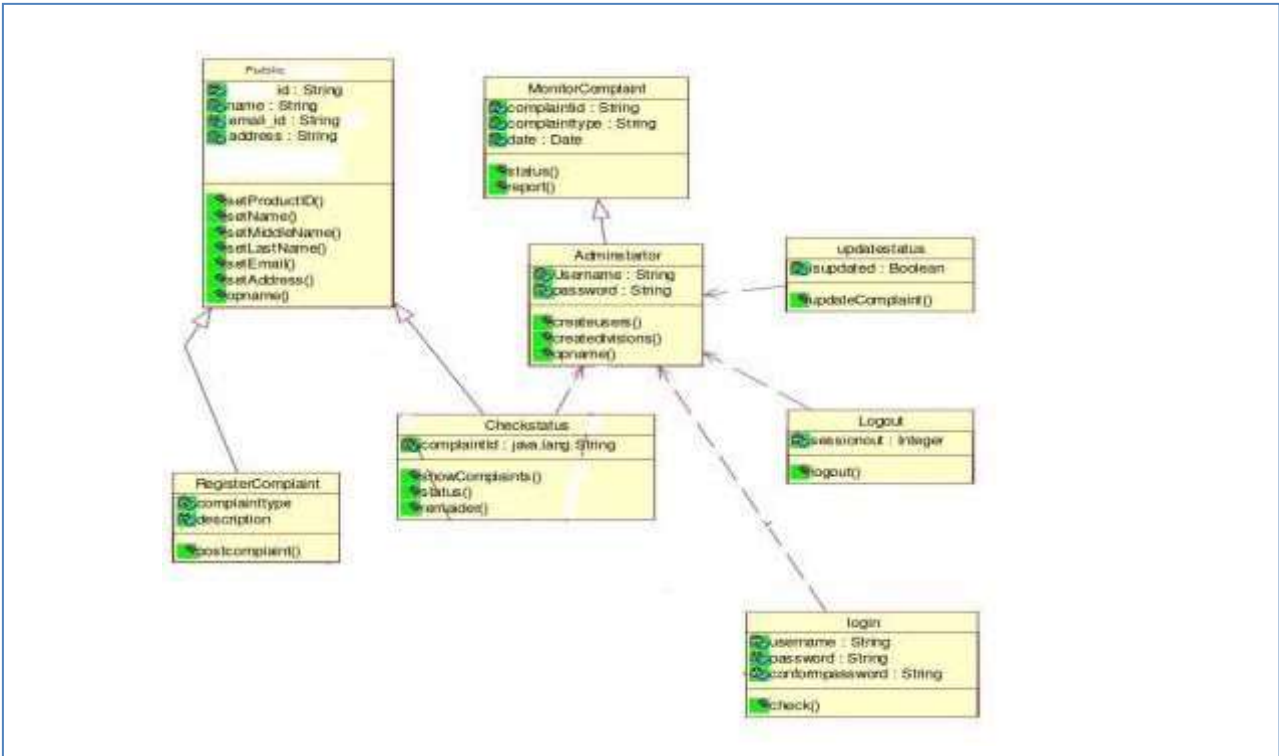 Public
id : String
name : String
email_id : String
address : String
setProductID()
setName()
setMiddleName()
setLastName()
setEmail()
setAddress()
opname()
MonitorComplaint
complaintid : String
complainttype : String
date : Date
status()
report()
Adminstartor
Username : String
password : String
createusers()
createdivisions()
opname()
updatestatus
isupdated : Boolean
updateComplaint()
Checkstatus
complaintId : java.lang.String
showComplaints()
status()
Logout
sessionout : Integer
logout()
RegisterComplaint
complainttype
description
postcomplaint()
login
username : String
password : String
conformpassword : String
check()